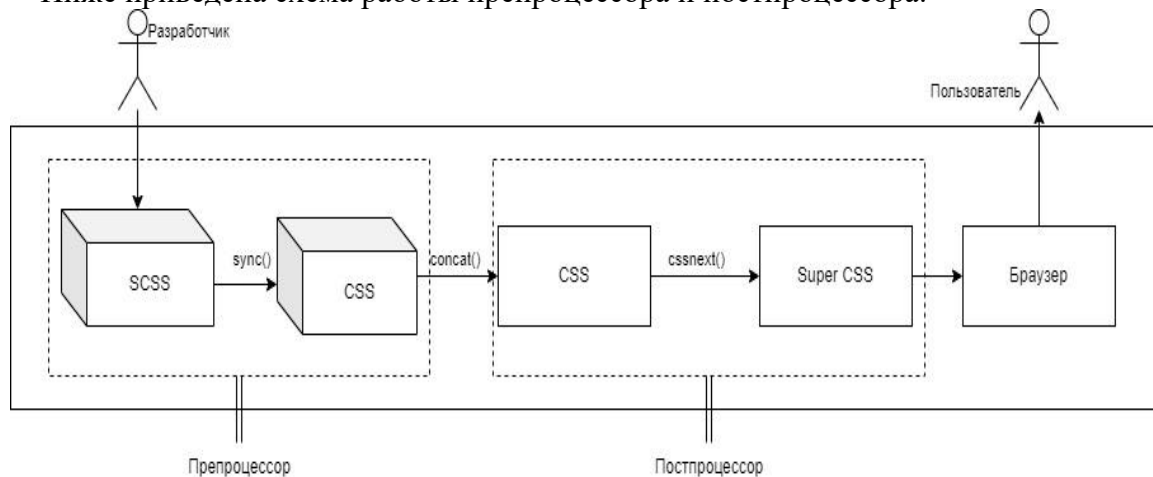 Ниже приведена схема работы препроцессора и постпроцессора.
Разработчик
Пользователь
SCSS
sync()
CSS
concat()
CSS
cssnext()
Super CSS
Браузер
Препроцессор
Постпроцессор